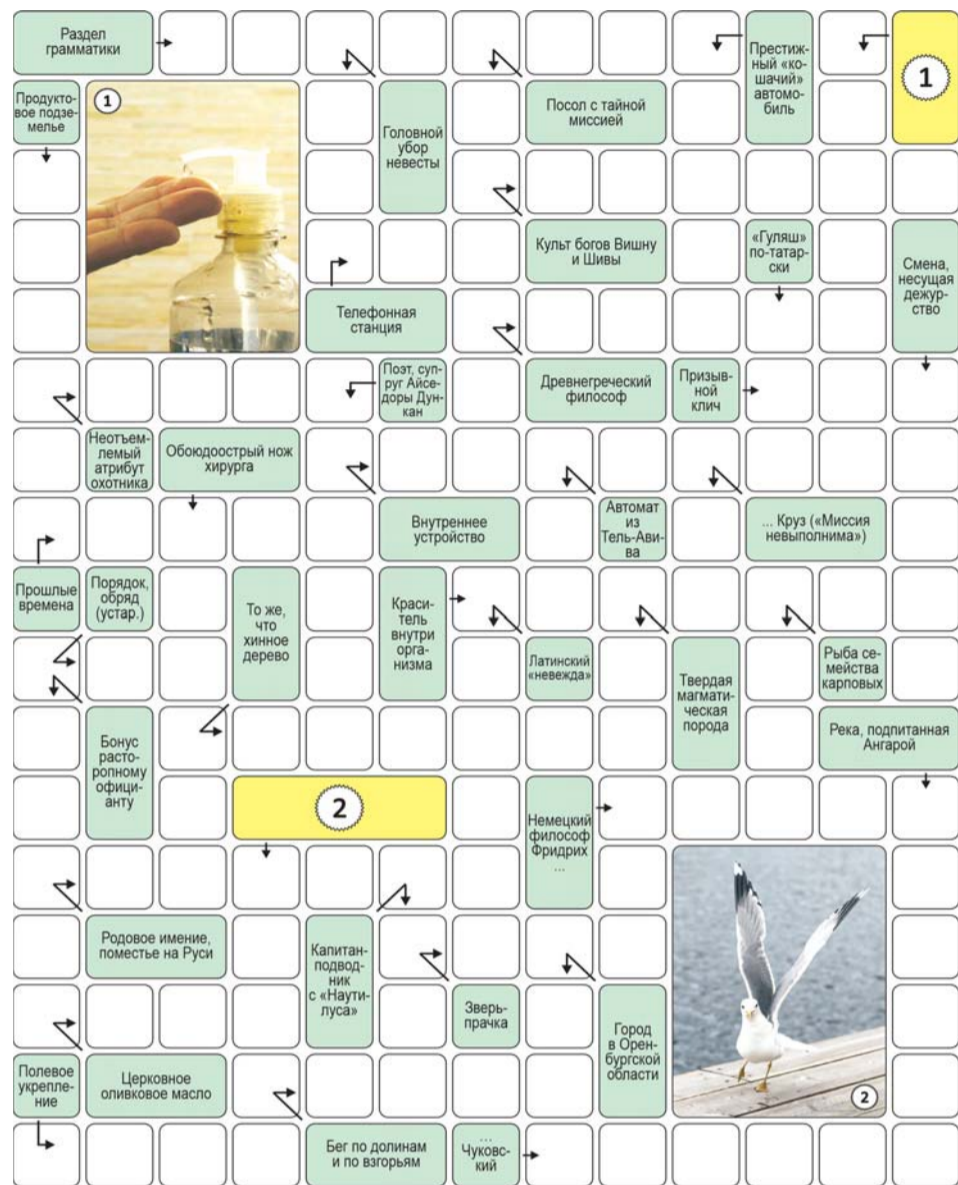 Раздел
грамматики
Престиж-
ный «ко-
шачий»
автомо-
биль
1
Продукто-
вое подзе-
мелье
1
Головной
убор
невесты
Посол с тайной
миссией
Культ богов Вишну
и Шивы
«Гуляш»
по-татар-
ски
Смена,
несущая
дежур-
ство
Телефонная
станция
Поэт, суп-
руг Айсе-
доры Дун-
кан
Древнегреческий
философ
Призыв-
ной
клич
Неотъем-
лемый
атрибут
охотника
Обоюдоострый нож
хирурга
Внутреннее
устройство
Автомат
из
Тель-Ави-
ва
... Круз («Миссия
невыполнима»)
Прошлые
времена
Порядок,
обряд
(устар.)
То же,
что
хинное
дерево
Краси-
тель
внутри
орга-
низма
Латинский
«невежда»
Твердая
магмати-
ческая
порода
Рыба се-
мейства
карповых
Бонус
расто-
ропному
офици-
анту
Река, подпитанная
Ангарой
2
Немецкий
философ
Фридрих
...
Родовое имение,
поместье на Руси
Капитан-
подвод-
ник
с «Наути-
луса»
Зверь-
прачка
Город
в Орен-
бургской
области
Полевое
укрепле-
ние
Церковное
оливковое масло
2
Бег по долинам
и по взгорьям
...
Чуковс-
кий